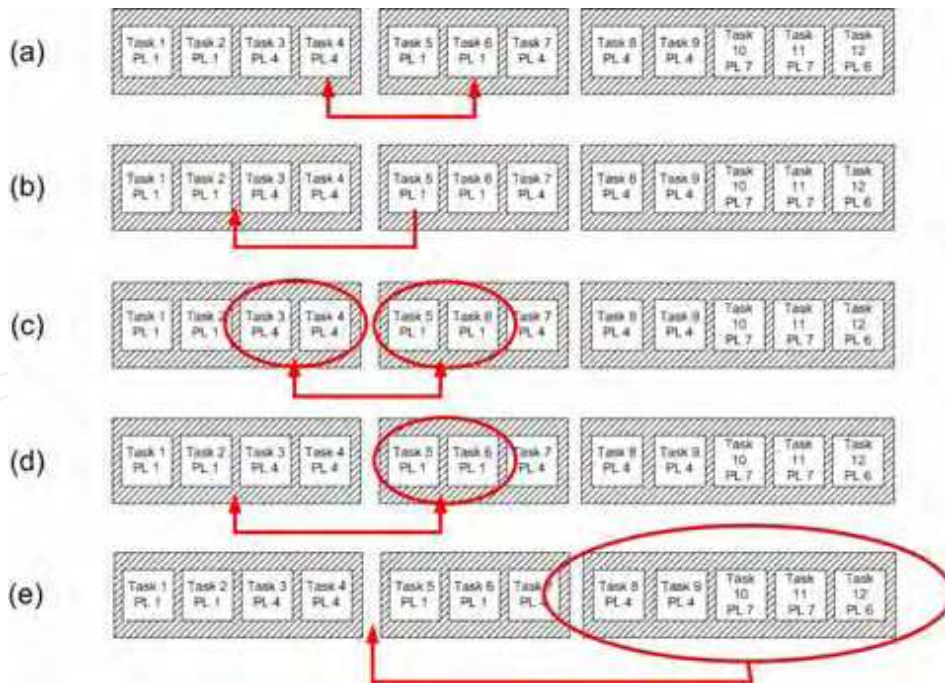 (a)
Task 1
PL 1
Task 2
PL 1
Task 3
PL 4
Task 4
PL 4
Task 5
PL 1
Task 6
PL 1
Task 7
PL 4
Task 8
PL 4
Task 9
PL 4
Task
10
PL 7
Task
11
PL 7
Task
12
PL 6
(b)
Task 1
PL 1
Task 2
PL 1
Task 3
PL 4
Task 4
PL 4
Task 5
PL 1
Task 6
PL 1
Task 7
PL 4
Task 8
PL 4
Task 9
PL 4
Task
10
PL 7
Task
11
PL 7
Task
12
PL 6
(c)
Task 1
PL 1
Task 2
PL 1
Task 3
PL 4
Task 4
PL 4
Task 5
PL 1
Task 6
PL 1
Task 7
PL 4
Task 8
PL 4
Task 9
PL 4
Task
10
PL 7
Task
11
PL 7
Task
12
PL 6
(d)
Task 1
PL 1
Task 2
PL 1
Task 3
PL 4
Task 4
PL 4
Task 5
PL 1
Task 6
PL 1
Task 7
PL 4
Task 8
PL 4
Task 9
PL 4
Task
10
PL 7
Task
11
PL 7
Task
12
PL 6
(e)
Task 1
PL 1
Task 2
PL 1
Task 3
PL 4
Task 4
PL 4
Task 5
PL 1
Task 6
PL 1
Task
PL
Task 8
PL 4
Task 9
PL 4
Task
10
PL 7
Task
11
PL 7
Task
12
PL 6